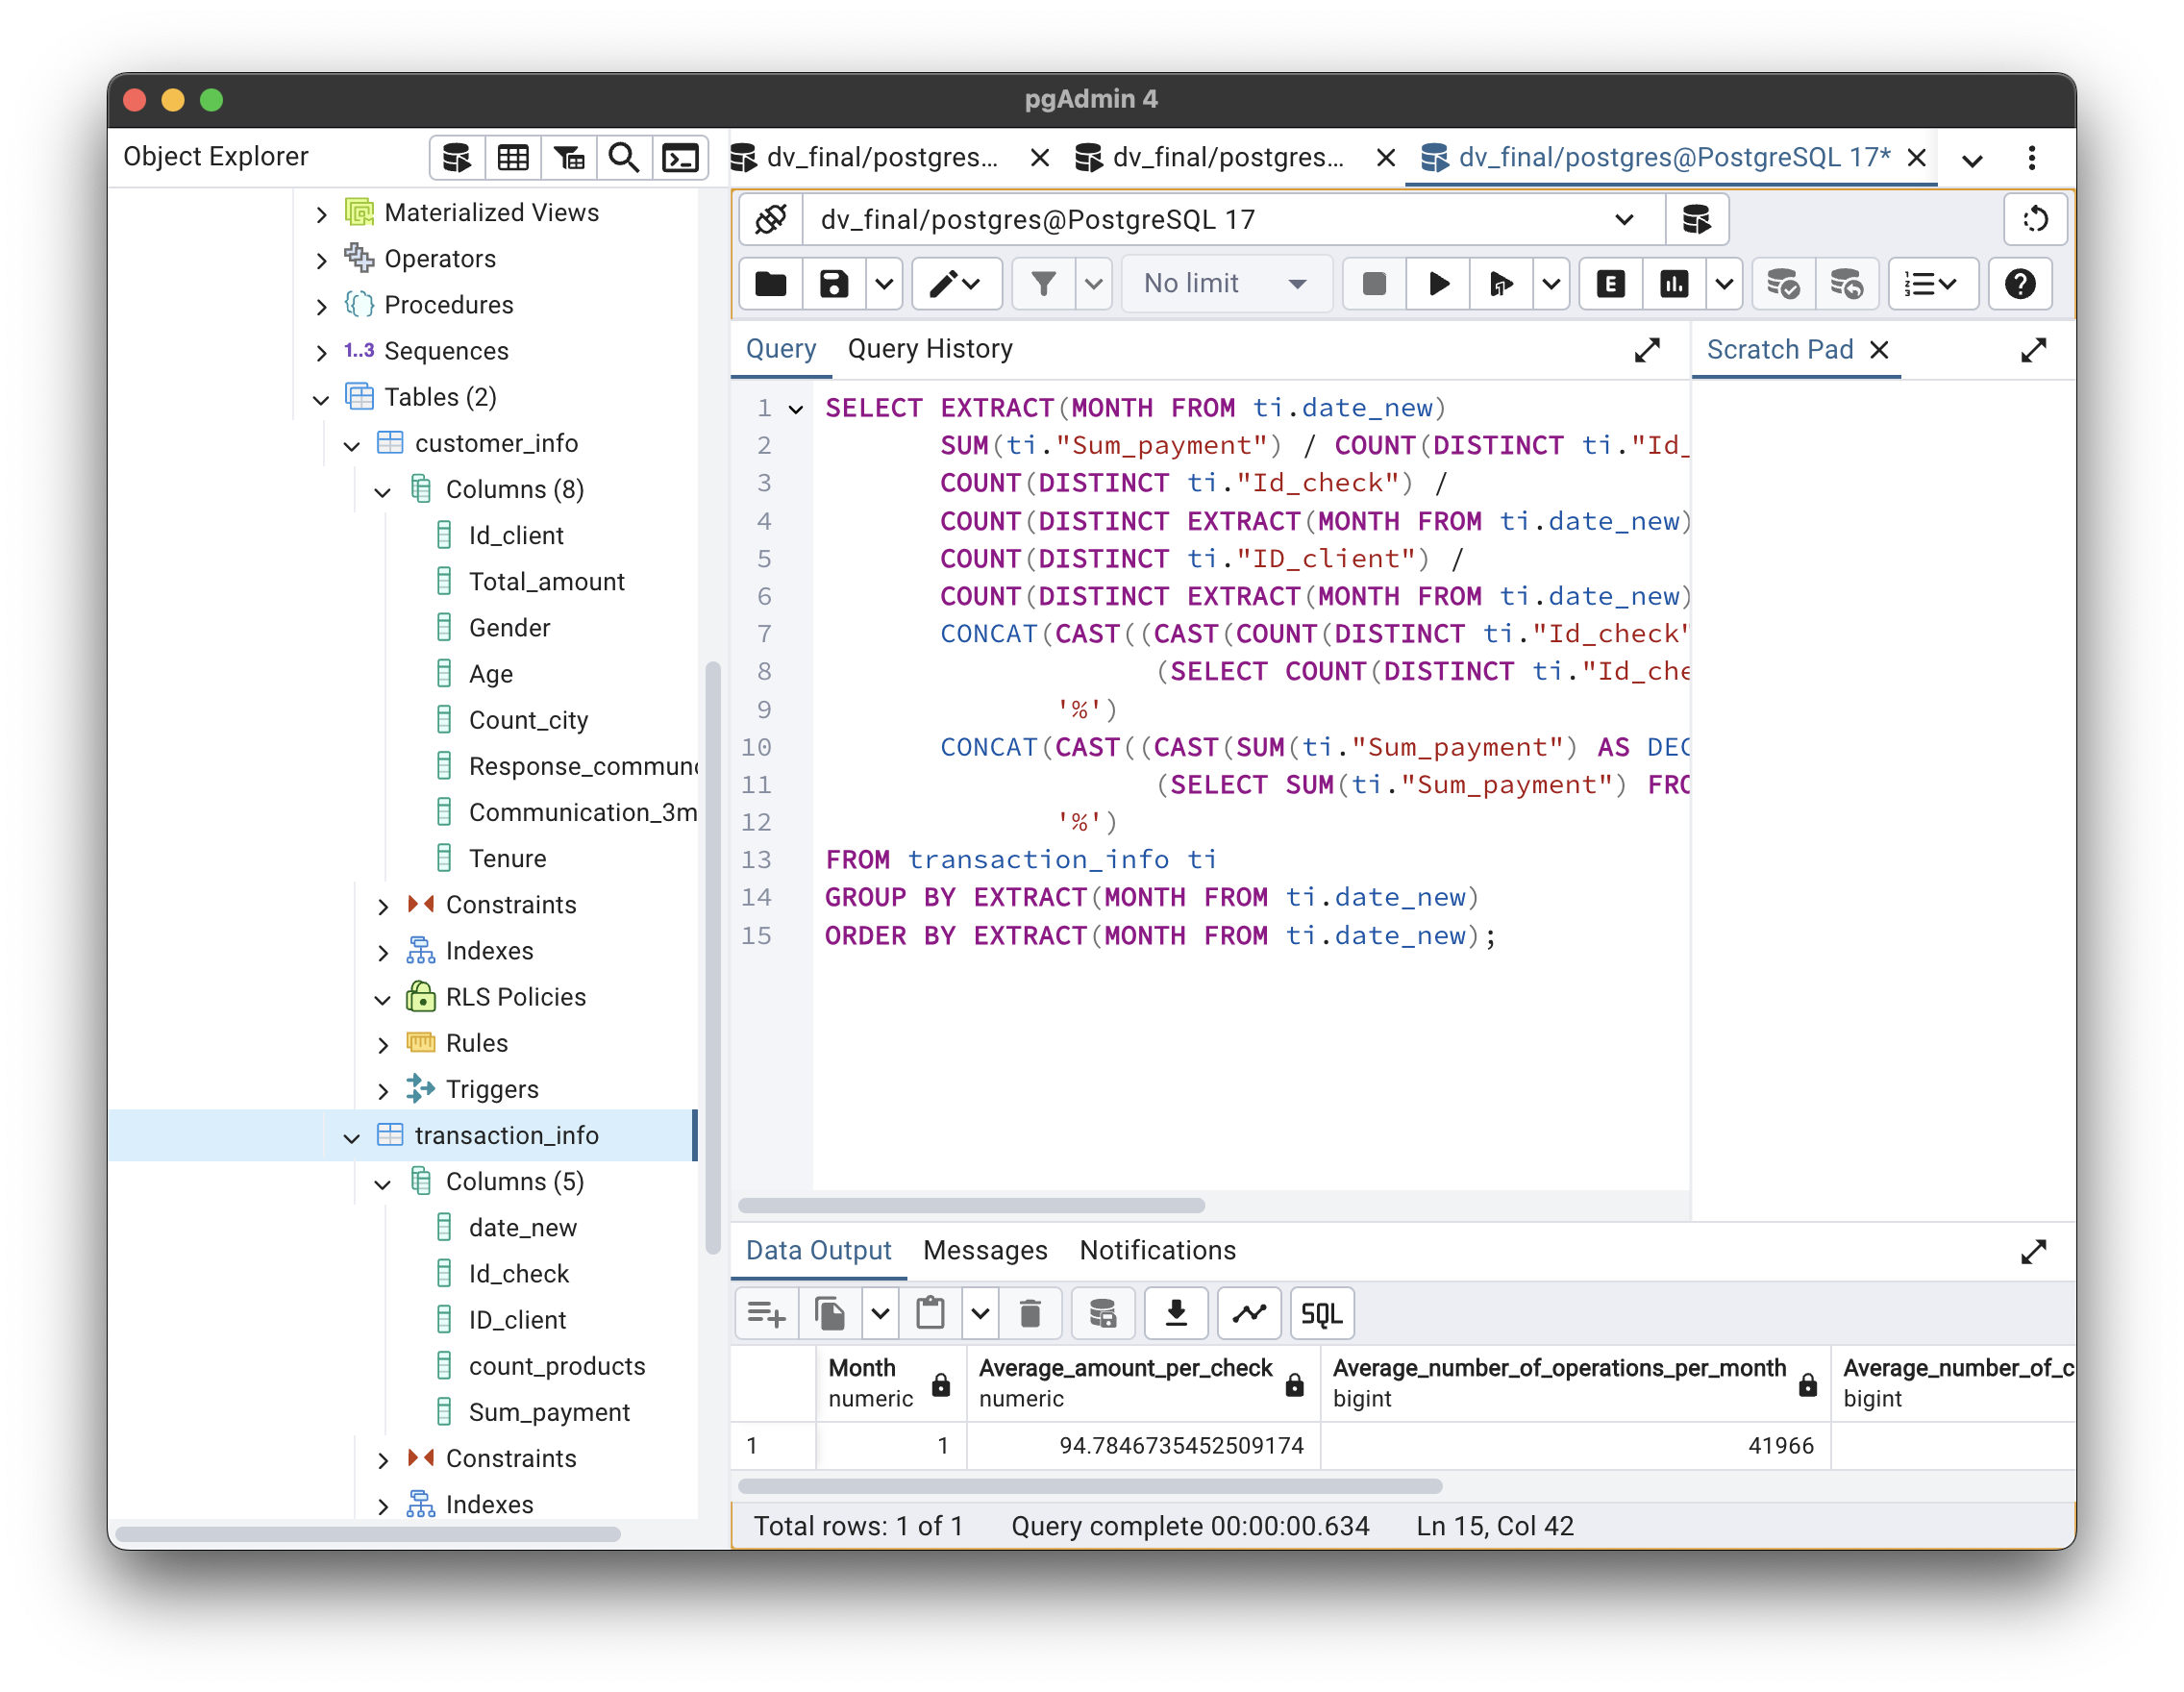 pgAdmin 4
Object Explorer
dv_final/postgres...
dv_final/postgres...
dv_final/postgres@PostgreSQL 17*
dv_final/postgres@PostgreSQL 17
No limit
E
Materialized Views
Operators
Procedures
1..3 Sequences
Tables (2)
customer_info
Columns (8)
Id_client
Total_amount
Gender
Age
Count_city
Response_commun
Communication_3m
Tenure
Constraints
Indexes
RLS Policies
Rules
Triggers
transaction_info
Columns (5)
date_new
Id_check
ID_client
count_products
Sum_payment
Constraints
Indexes
Query
Query History
Scratch Pad
1 SELECT EXTRACT(MONTH FROM ti.date_new)
2 SUM(ti."Sum_payment") / COUNT(DISTINCT ti."Id_
3 COUNT(DISTINCT ti."Id_check") /
4 COUNT(DISTINCT EXTRACT(MONTH FROM ti.date_new)
5 COUNT(DISTINCT ti."ID_client") /
6 COUNT(DISTINCT EXTRACT(MONTH FROM ti.date_new)
7 CONCAT(CAST((CAST(COUNT(DISTINCT ti."Id_check"
8 (SELECT COUNT(DISTINCT ti."Id_che
9 '%')
10 CONCAT(CAST((CAST(SUM(ti."Sum_payment") AS DEC
11 (SELECT SUM(ti."Sum_payment") FRO
12 '%')
13 FROM transaction_info ti
14 GROUP BY EXTRACT(MONTH FROM ti.date_new)
15 ORDER BY EXTRACT(MONTH FROM ti.date_new);
Data Output
Messages
Notifications
SQL
Month Average_amount_per_check Average_number_of_operations_per_month Average_number_of_c
numeric numeric bigint bigint
1 1 94.7846735452509174 41966
Total rows: 1 of 1 Query complete 00:00:00.634 Ln 15, Col 42